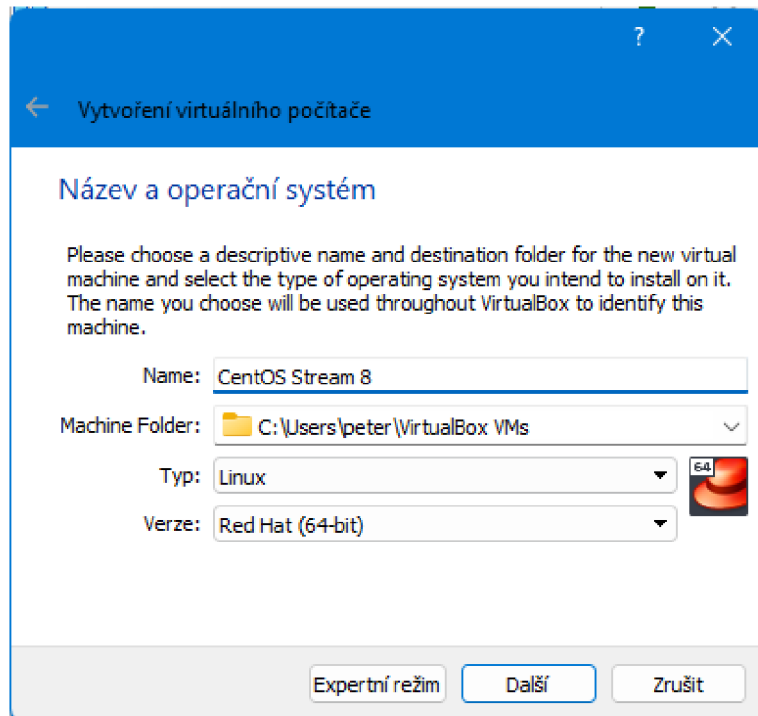 ?
Vytvoření virtuálního počítače
Název a operační systém
Please choose a descriptive name and destination folder for the new virtual
machine and select the type of operating system you intend to install on it.
The name you choose will be used throughout VirtualBox to identify this
machine.
Name: CentOS Stream 8
Machine Folder: C:\Users\peter\VirtualBox VMs
Typ: Linux
64
Verze: Red Hat (64-bit)
Expertní režim Další Zrušit